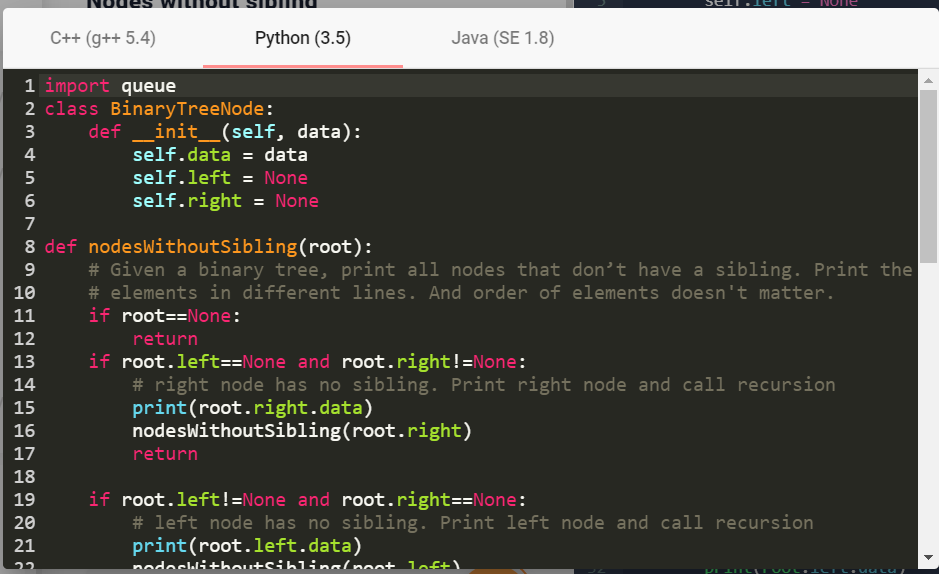 Nodes without sibling
5 self.left = None
C++ (g++ 5.4) Python (3.5) Java (SE 1.8)
1 import queue
2 class BinaryTreeNode:
3     def __init__(self, data):
4         self.data = data
5         self.left = None
6         self.right = None
7
8 def nodesWithoutSibling(root):
9     # Given a binary tree, print all nodes that don’t have a sibling. Print the
10     # elements in different lines. And order of elements doesn't matter.
11     if root==None:
12         return
13     if root.left==None and root.right!=None:
14         # right node has no sibling. Print right node and call recursion
15         print(root.right.data)
16         nodesWithoutSibling(root.right)
17         return
18
19     if root.left!=None and root.right==None:
20         # left node has no sibling. Print left node and call recursion
21         print(root.left.data)
22         nodesWithoutSibling(root.left)
32 print(root.left.data)